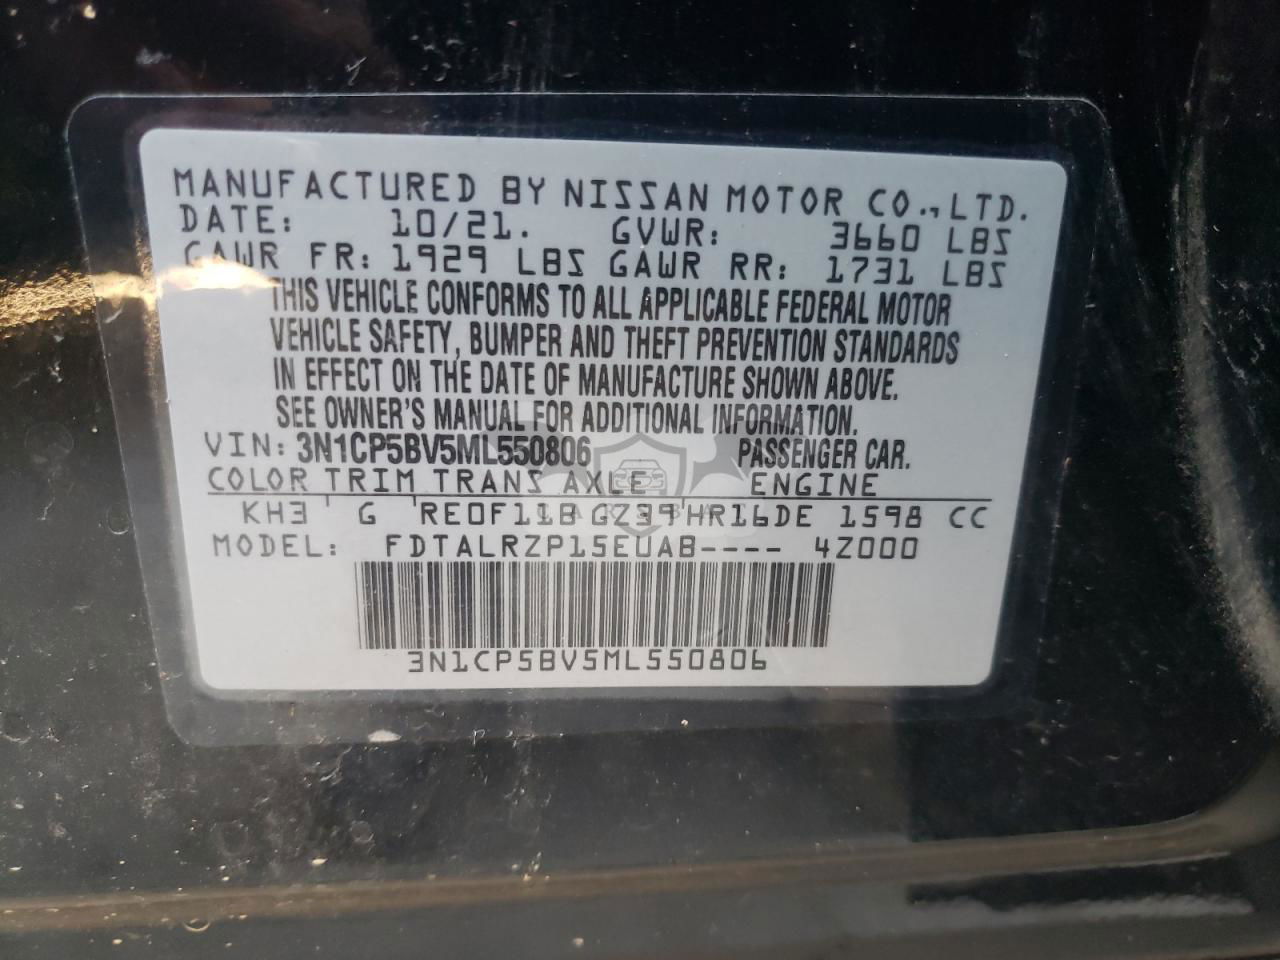 MANUFACTURED BY NISSAN MOTOR CO.,LTD.
DATE: 10/21. GVWR: 3660 LBS
GAWR FR: 1929 LBS GAWR RR: 1731 LBS
THIS VEHICLE CONFORMS TO ALL APPLICABLE FEDERAL MOTOR
VEHICLE SAFETY, BUMPER AND THEFT PREVENTION STANDARDS
IN EFFECT ON THE DATE OF MANUFACTURE SHOWN ABOVE.
SEE OWNER'S MANUAL FOR ADDITIONAL INFORMATION.
VIN: 3N1CP5BV5ML550806 PASSENGER CAR.
COLOR TRIM TRANS AXLE ENGINE
KH3 G RE0F11B GZ39 HR16DE 1598 CC
MODEL: FDTALRZP15EUAB---- 4Z000
3N1CP5BV5ML550806